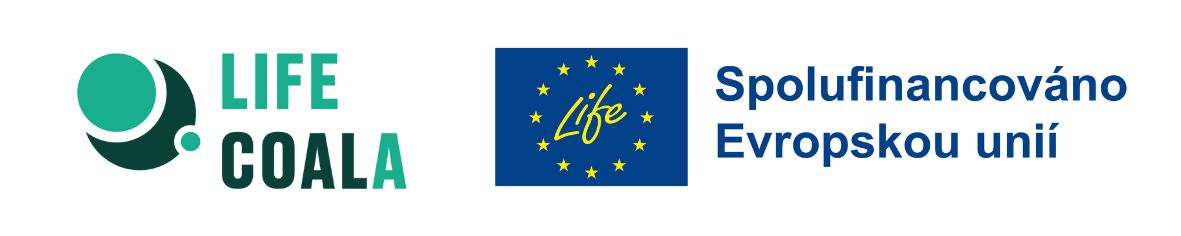 LIFE
COALA
Life
Spolufinancováno
Evropskou unií